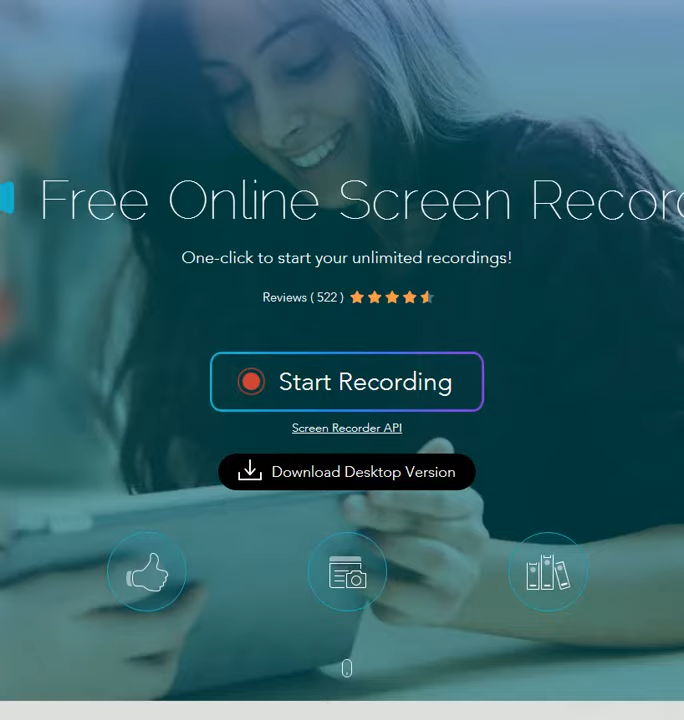 Free Online Screen
One-click to start your unlimited recordings!
Reviews ( 522 )
Start Recording
Screen Recorder API
Download Desktop Version